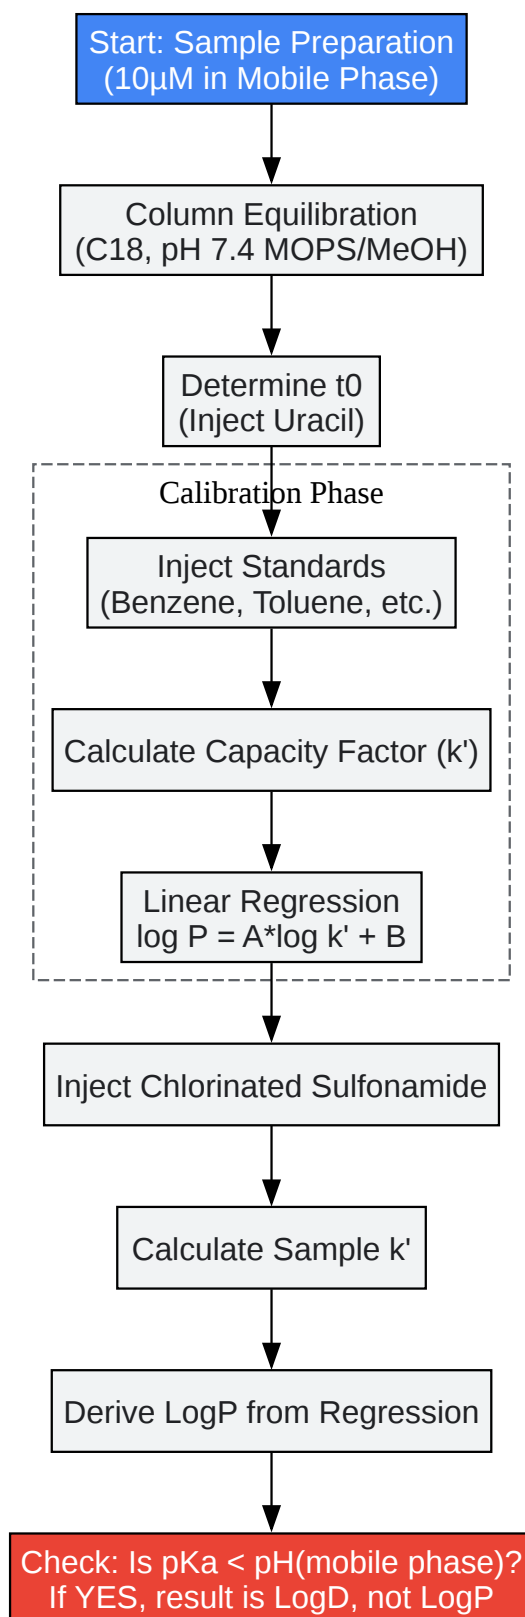 Start: Sample Preparation
(10µM in Mobile Phase)
Column Equilibration
(C18, pH 7.4 MOPS/MeOH)
Determine t0
(Inject Uracil)
Calibration Phase
Inject Standards
(Benzene, Toluene, etc.)
Calculate Capacity Factor (k')
Linear Regression
log P = A*log k' + B
Inject Chlorinated Sulfonamide
Calculate Sample k'
Derive LogP from Regression
Check: Is pKa < pH(mobile phase)?
If YES, result is LogD, not LogP